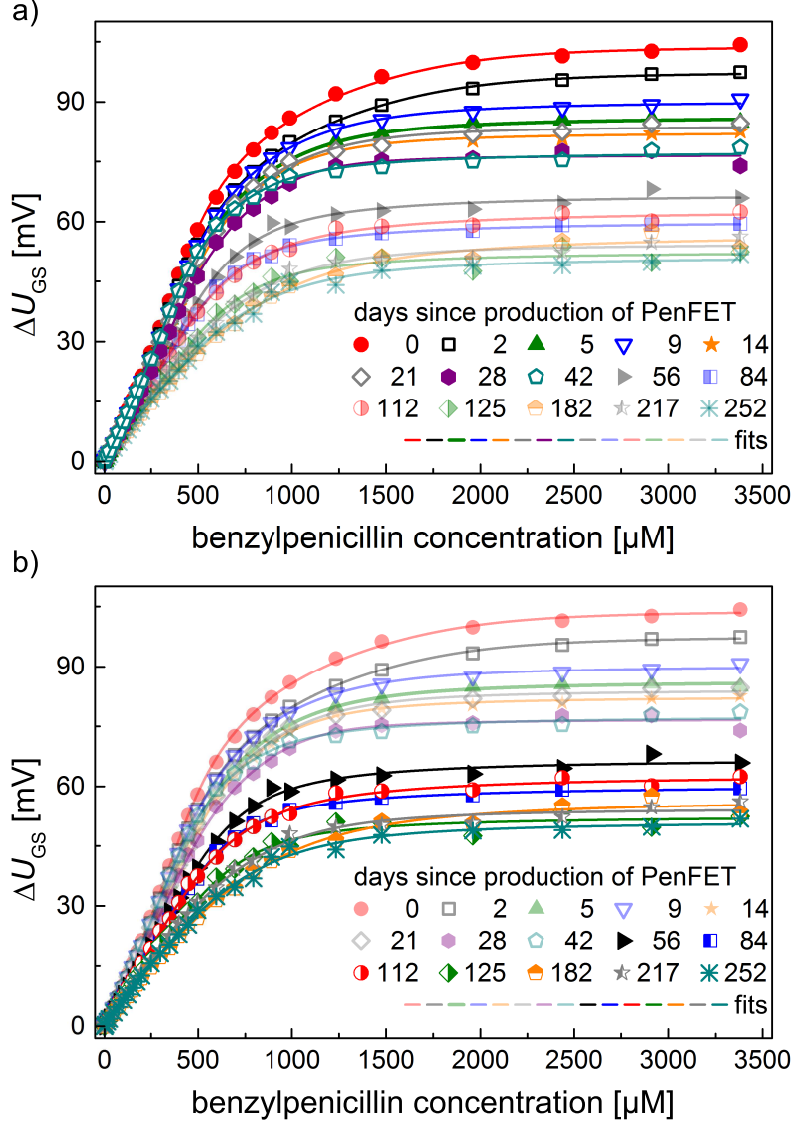 a)
90
60
30
0
ΔU_GS [mV]
days since production of PenFET
0 2 5 9 14
21 28 42 56 84
112 125 182 217 252
fits
0 500 1000 1500 2000 2500 3000 3500
benzylpenicillin concentration [µM]
b)
90
60
30
0
ΔU_GS [mV]
days since production of PenFET
0 2 5 9 14
21 28 42 56 84
112 125 182 217 252
fits
0 500 1000 1500 2000 2500 3000 3500
benzylpenicillin concentration [µM]